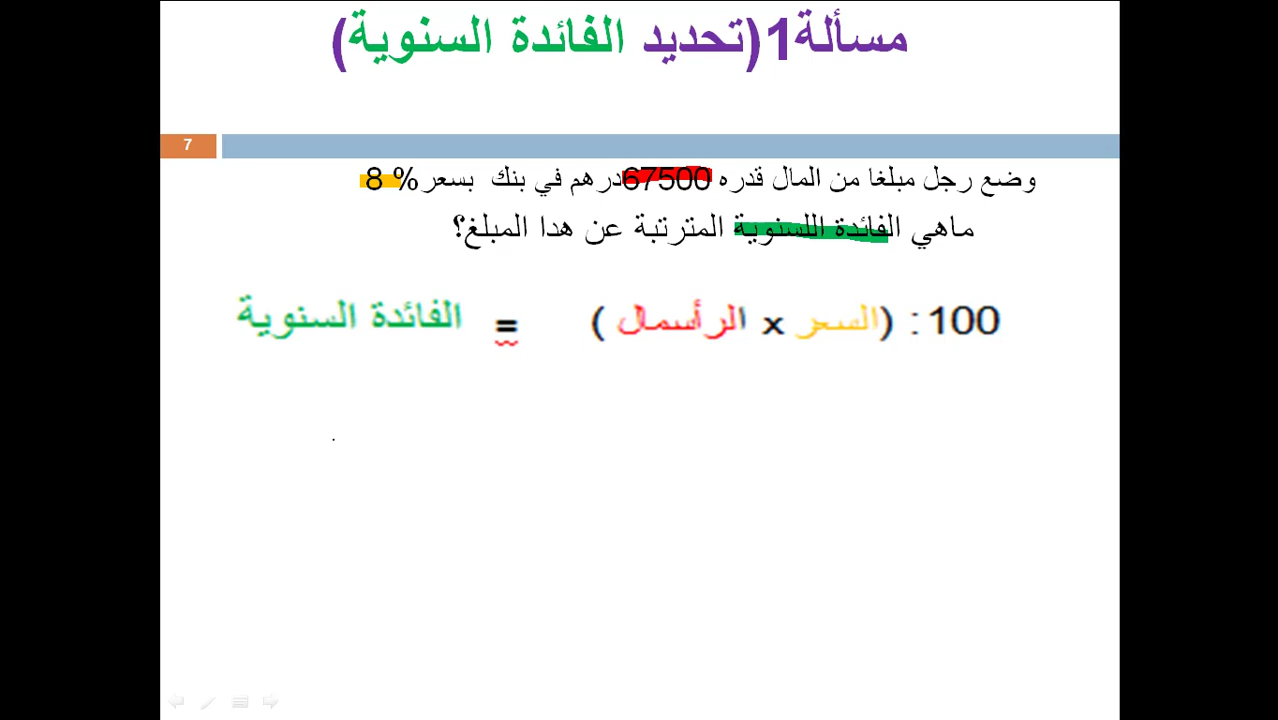 مسألة1(تحديد الفائدة السنوية)
7
وضع رجل مبلغا من المال قدره 67500درهم في بنك بسعر% 8
ماهي الفائدة اللسنوية المترتبة عن هدا المبلغ؟
الفائدة السنوية = ( الرأسمال x السعر) : 100